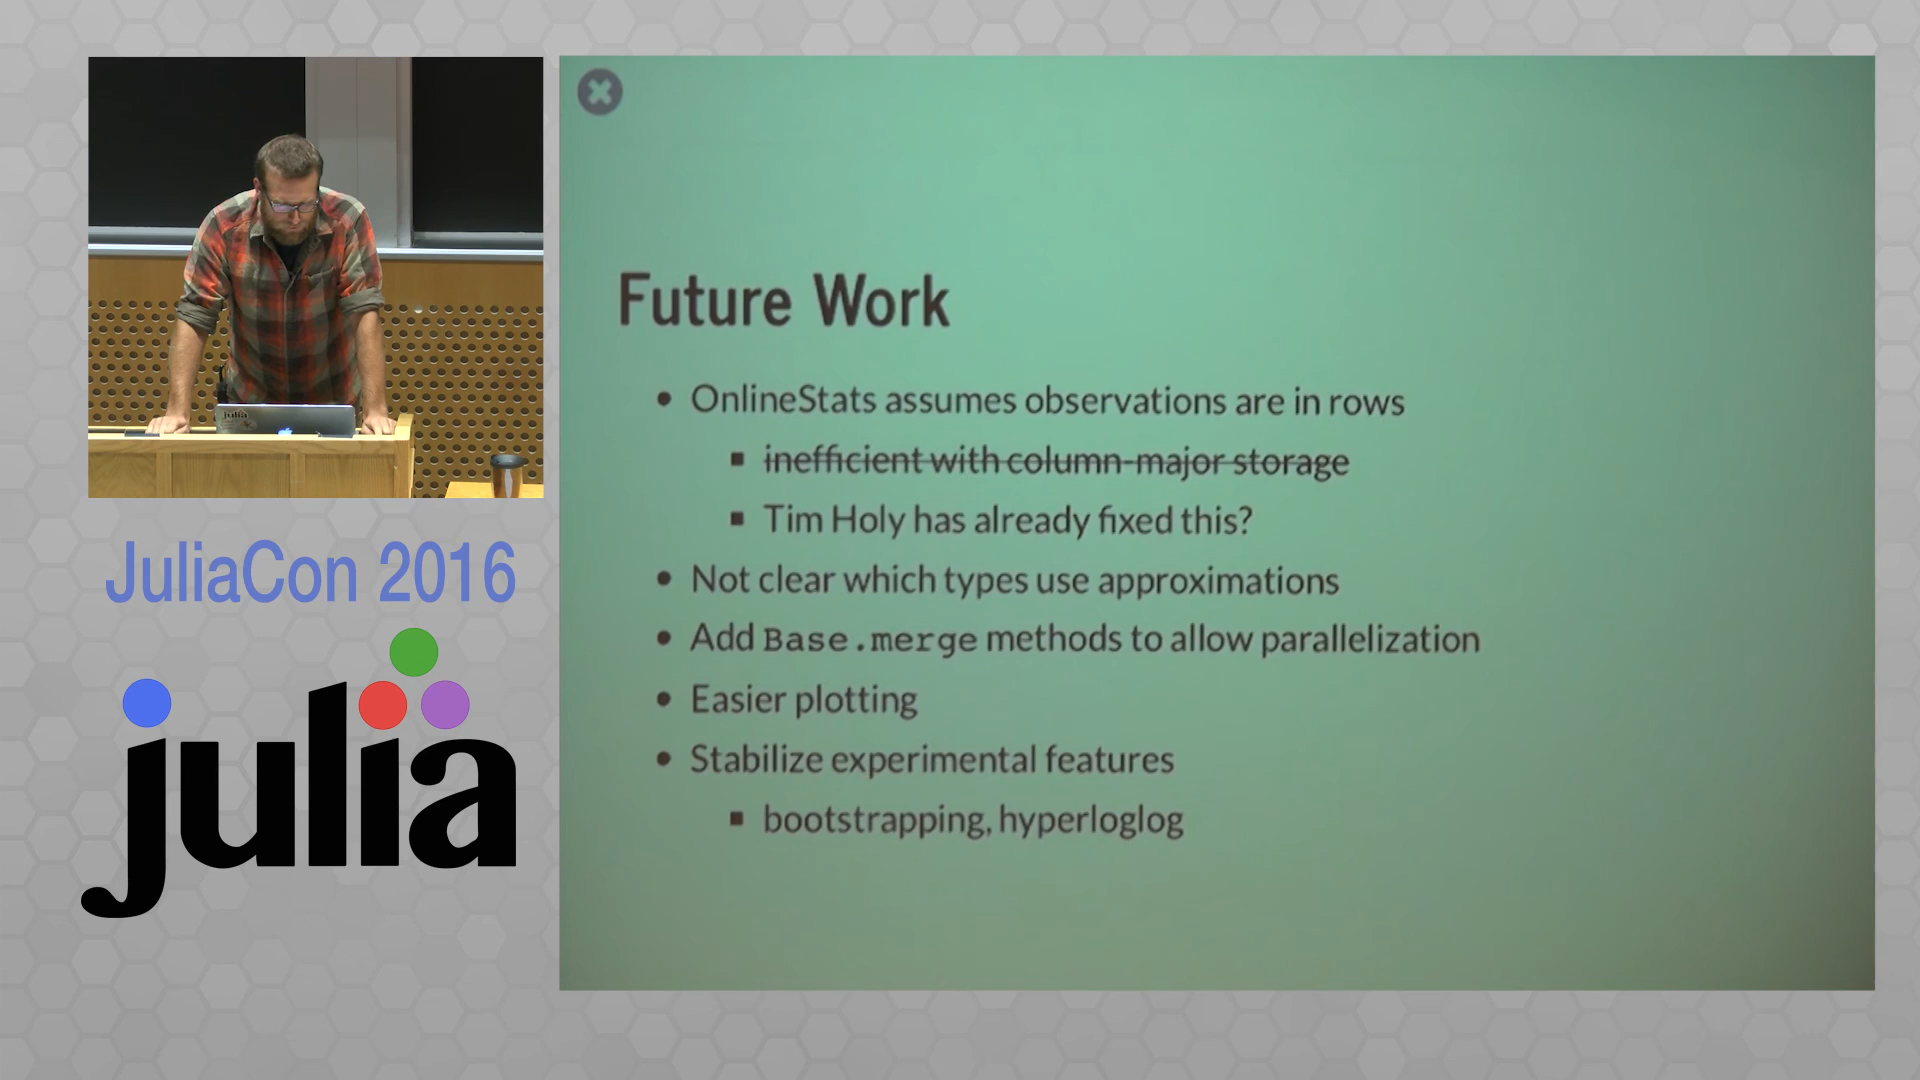 Future Work
OnlineStats assumes observations are in rows
inefficient with column-major storage
Tim Holy has already fixed this?
Not clear which types use approximations
Add Base.merge methods to allow parallelization
Easier plotting
Stabilize experimental features
bootstrapping, hyperloglog
julia
JuliaCon 2016
julia